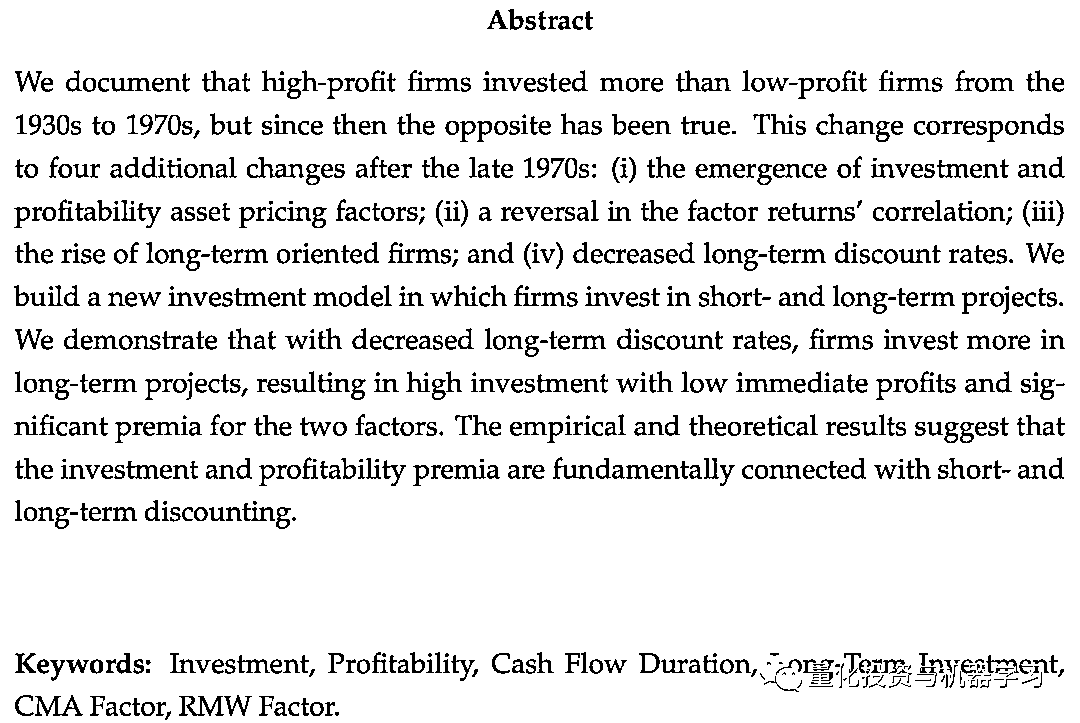 Abstract
We document that high-profit firms invested more than low-profit firms from the
1930s to 1970s, but since then the opposite has been true. This change corresponds
to four additional changes after the late 1970s: (i) the emergence of investment and
profitability asset pricing factors; (ii) a reversal in the factor returns’ correlation; (iii)
the rise of long-term oriented firms; and (iv) decreased long-term discount rates. We
build a new investment model in which firms invest in short- and long-term projects.
We demonstrate that with decreased long-term discount rates, firms invest more in
long-term projects, resulting in high investment with low immediate profits and sig-
nificant premia for the two factors. The empirical and theoretical results suggest that
the investment and profitability premia are fundamentally connected with short- and
long-term discounting.
Keywords: Investment, Profitability, Cash Flow Duration, Long-Term Investment,
量化投资与机器学习
CMA Factor, RMW Factor.